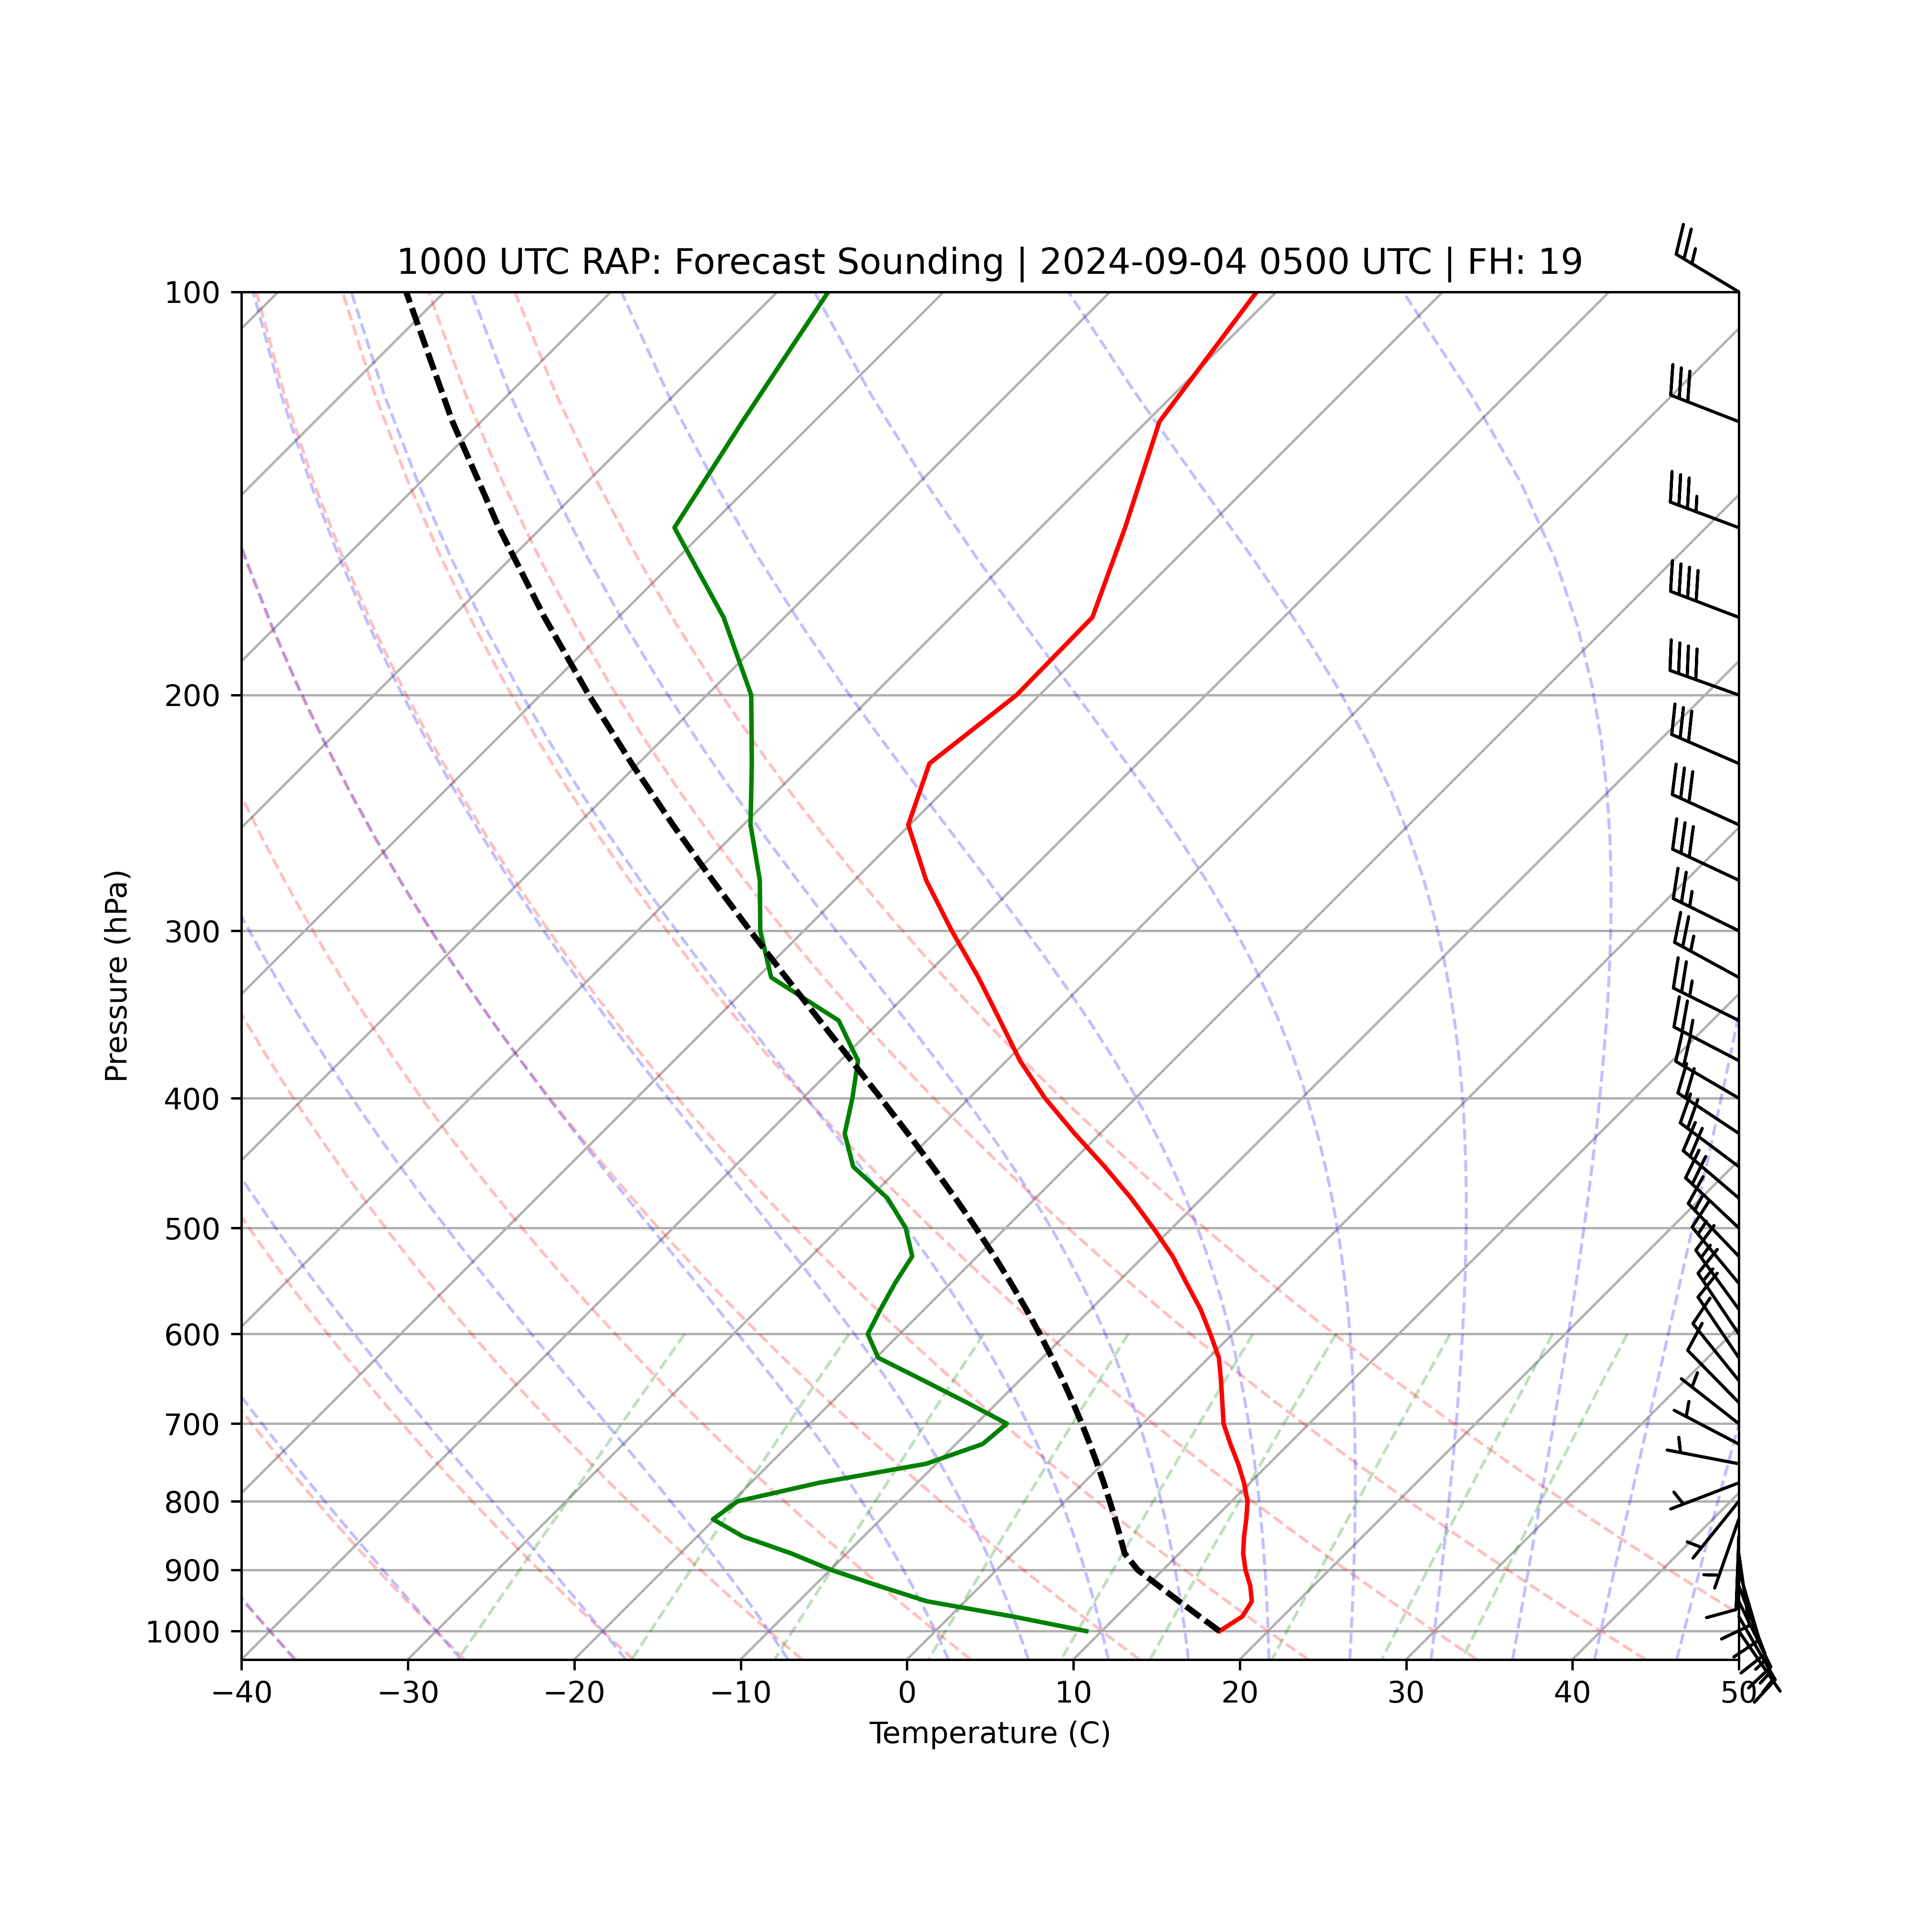 1000 UTC RAP: Forecast Sounding | 2024-09-04 0500 UTC | FH: 19
100
200
300
400
500
600
700
800
900
1000
Pressure (hPa)
−40 −30 −20 −10 0 10 20 30 40 50
Temperature (C)